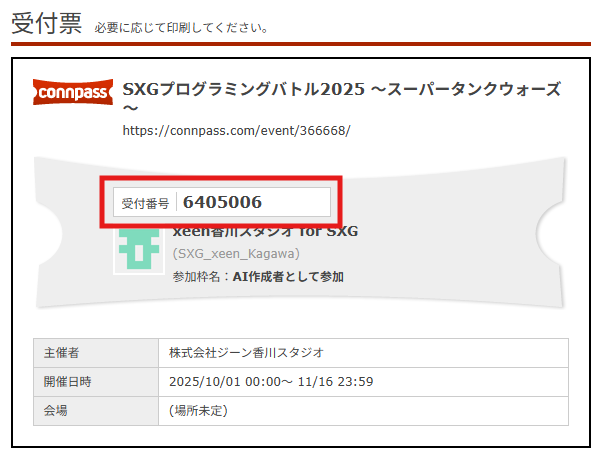 受付票 必要に応じて印刷してください。
connpass SXGプログラミングバトル2025 ～スーパータンクウォーズ
～
https://connpass.com/event/366668/
受付番号 6405006
xeen香川スタジオ for SXG
(SXG_xeen_Kagawa)
参加枠名：AI作成者として参加
主催者 株式会社ジーン香川スタジオ
開催日時 2025/10/01 00:00～ 11/16 23:59
会場 (場所未定)